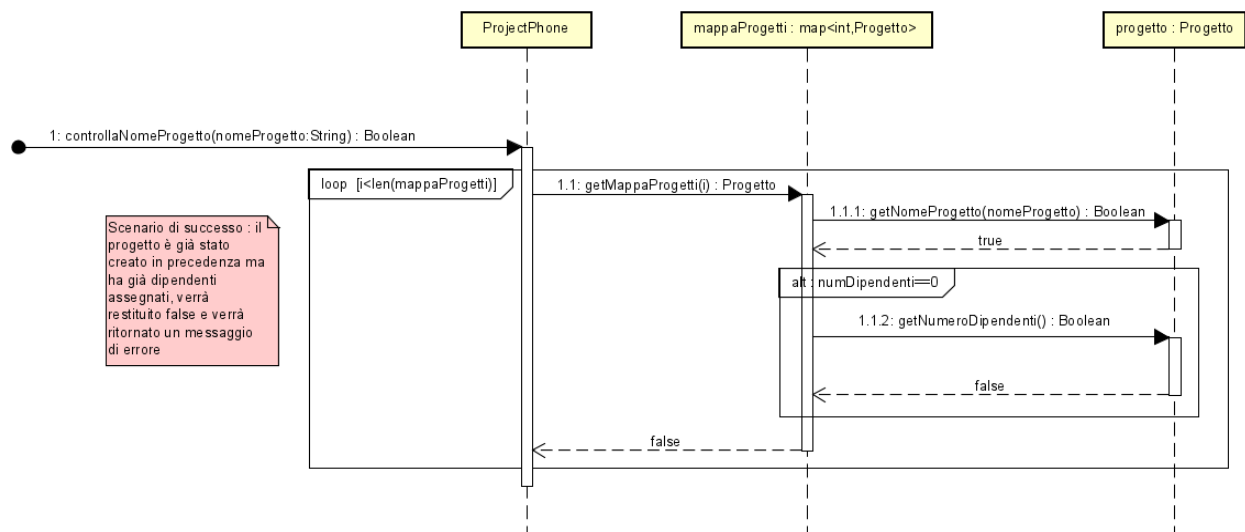 ProjectPhone
mappaProgetti : map<int,Progetto>
progetto : Progetto
1: controllaNomeProgetto(nomeProgetto:String) : Boolean
loop [i<len(mappaProgetti)]
1.1: getMappaProgetti(i) : Progetto
1.1.1: getNomeProgetto(nomeProgetto) : Boolean
true
Scenario di successo : il
progetto è già stato
creato in precedenza ma
ha già dipendenti
assegnati, verrà
restituito false e verrà
ritornato un messaggio
di errore
alt : numDipendenti==0
1.1.2: getNumeroDipendenti() : Boolean
false
false